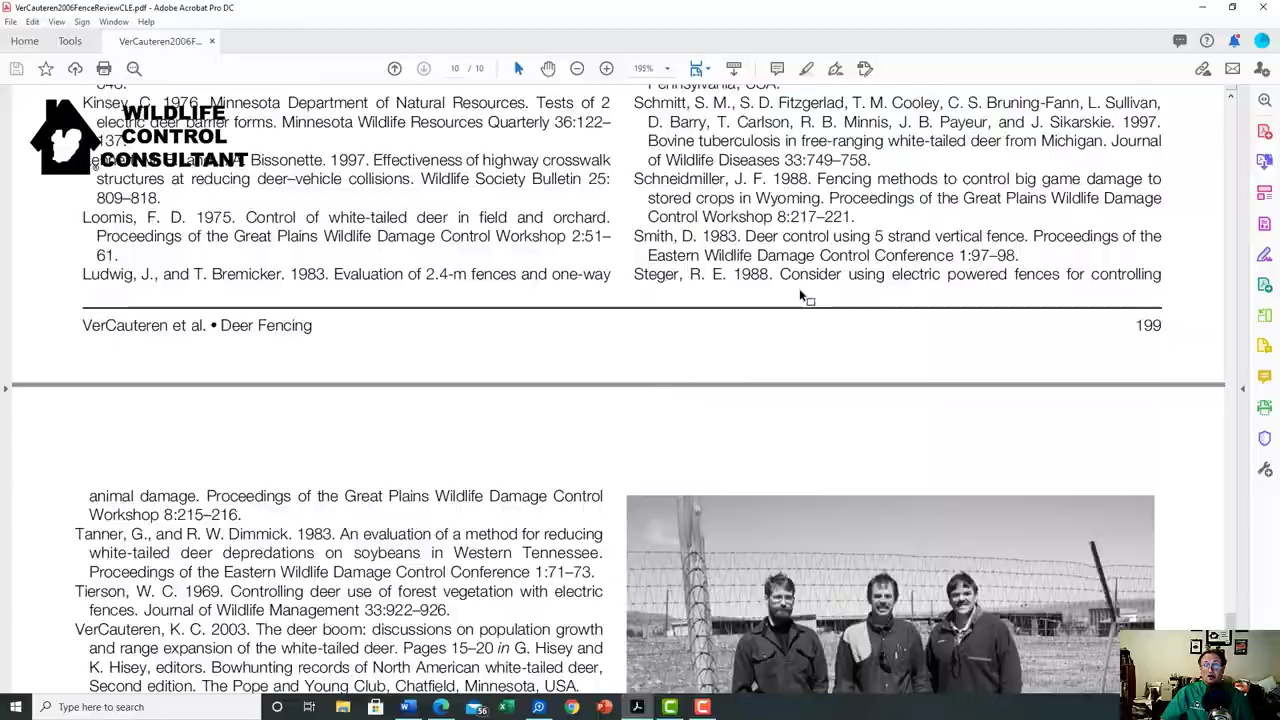 VerCauteren2006FenceReviewCLE.pdf - Adobe Acrobat Pro DC
File Edit View Sign Window Help
Home Tools VerCauteren2006F... ×
10 / 10 195%
WILDLIFE
CONTROL
CONSULTANT
Kinsey, C. 1976. Minnesota Department of Natural Resources. Tests of 2
electric deer barrier forms. Minnesota Wildlife Resources Quarterly 36:122–
137.
Bissonette. 1997. Effectiveness of highway crosswalk
structures at reducing deer–vehicle collisions. Wildlife Society Bulletin 25:
809–818.
Loomis, F. D. 1975. Control of white-tailed deer in field and orchard.
Proceedings of the Great Plains Wildlife Damage Control Workshop 2:51–
61.
Ludwig, J., and T. Bremicker. 1983. Evaluation of 2.4-m fences and one-way
Pennsylvania, USA.
Schmitt, S. M., S. D. Fitzgerlad, T. M. Cooley, C. S. Bruning-Fann, L. Sullivan,
D. Barry, T. Carlson, R. B. Minnis, J. B. Payeur, and J. Sikarskie. 1997.
Bovine tuberculosis in free-ranging white-tailed deer from Michigan. Journal
of Wildlife Diseases 33:749–758.
Schneidmiller, J. F. 1988. Fencing methods to control big game damage to
stored crops in Wyoming. Proceedings of the Great Plains Wildlife Damage
Control Workshop 8:217–221.
Smith, D. 1983. Deer control using 5 strand vertical fence. Proceedings of the
Eastern Wildlife Damage Control Conference 1:97–98.
Steger, R. E. 1988. Consider using electric powered fences for controlling
VerCauteren et al. • Deer Fencing 199
animal damage. Proceedings of the Great Plains Wildlife Damage Control
Workshop 8:215–216.
Tanner, G., and R. W. Dimmick. 1983. An evaluation of a method for reducing
white-tailed deer depredations on soybeans in Western Tennessee.
Proceedings of the Eastern Wildlife Damage Control Conference 1:71–73.
Tierson, W. C. 1969. Controlling deer use of forest vegetation with electric
fences. Journal of Wildlife Management 33:922–926.
VerCauteren, K. C. 2003. The deer boom: discussions on population growth
and range expansion of the white-tailed deer. Pages 15–20 in G. Hisey and
K. Hisey, editors. Bowhunting records of North American white-tailed deer,
Second edition. The Pope and Young Club, Chatfield, Minnesota, USA.
Type here to search
56